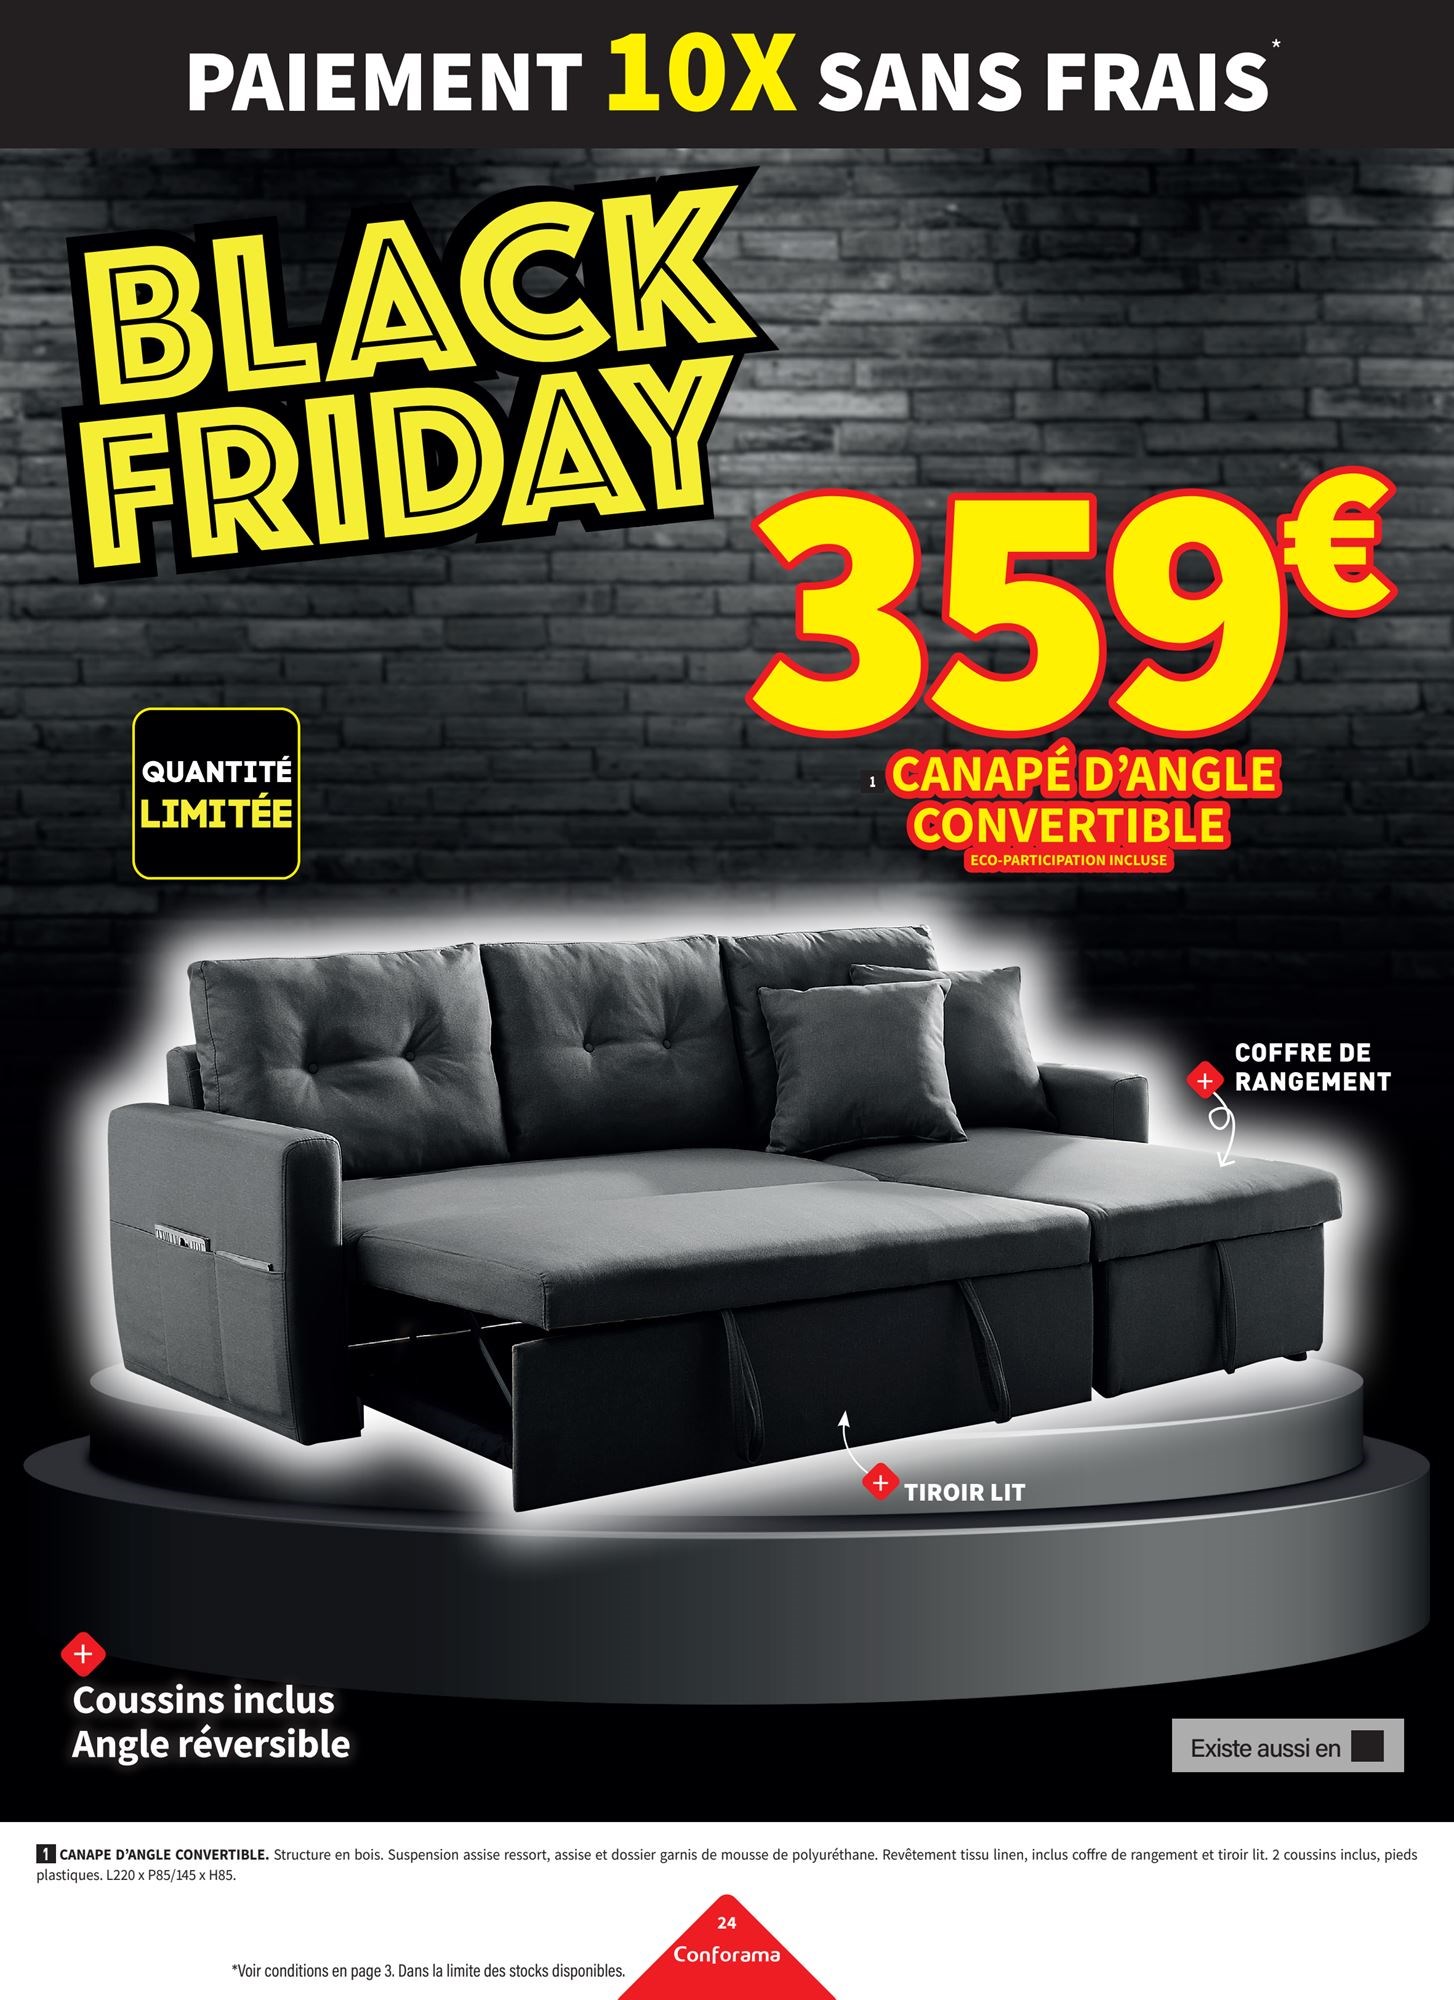 PAIEMENT 10X SANS FRAIS*
BLACK
FRIDAY
359€
QUANTITÉ
LIMITÉE
1 CANAPÉ D'ANGLE
CONVERTIBLE
ECO-PARTICIPATION INCLUSE
+ COFFRE DE
RANGEMENT
+ TIROIR LIT
+
Coussins inclus
Angle réversible
Existe aussi en
1 CANAPE D'ANGLE CONVERTIBLE. Structure en bois. Suspension assise ressort, assise et dossier garnis de mousse de polyuréthane. Revêtement tissu linen, inclus coffre de rangement et tiroir lit. 2 coussins inclus, pieds
plastiques. L220 x P85/145 x H85.
24
Conforama
*Voir conditions en page 3. Dans la limite des stocks disponibles.